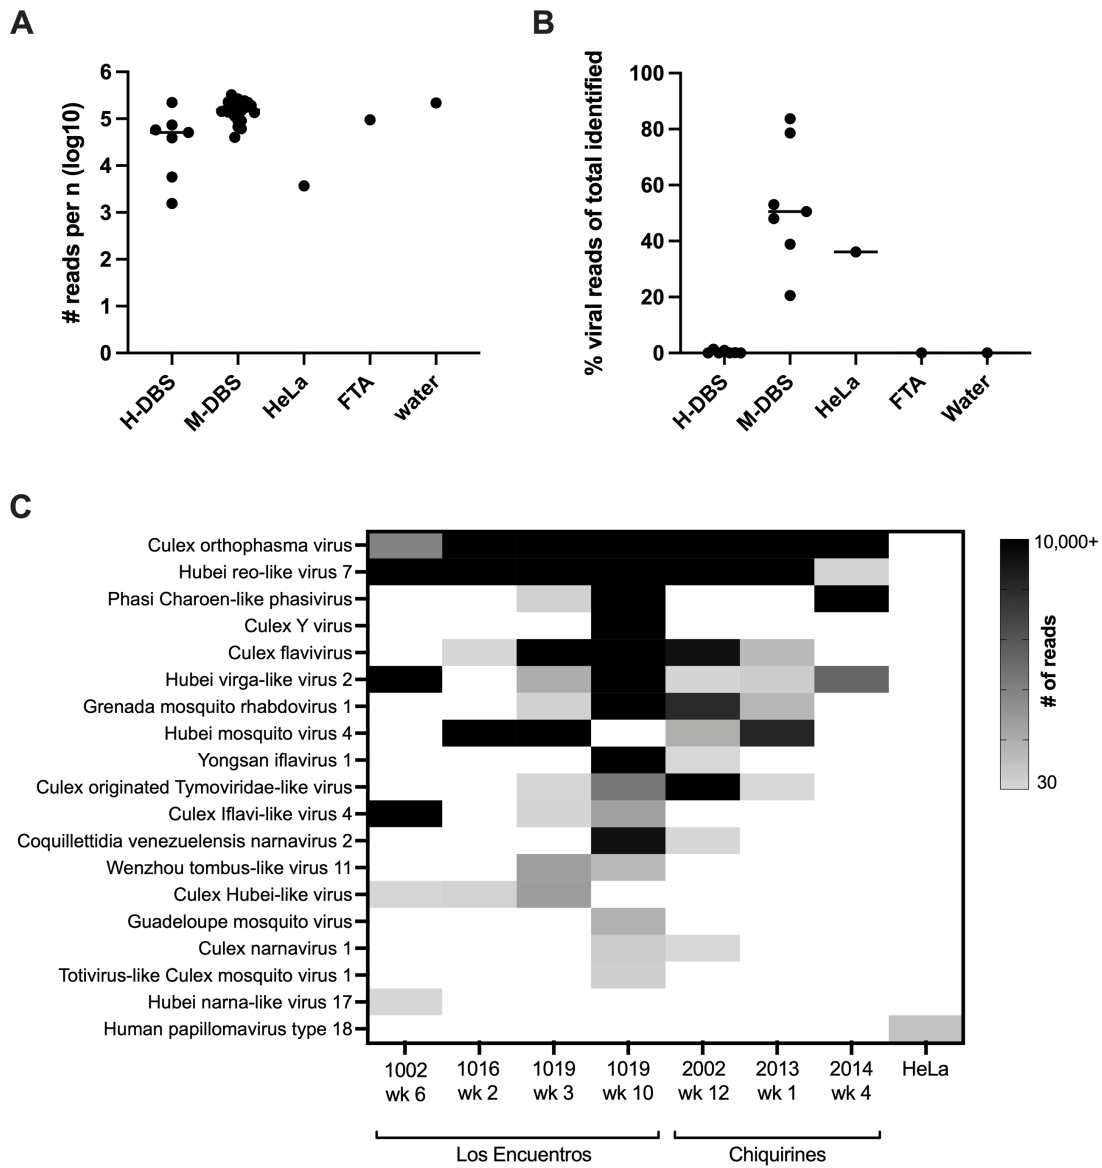 A
# reads per n (log10)
6
5
4
3
2
1
0
H-DBS
M-DBS
HeLa
FTA
water
B
% viral reads of total identified
100
80
60
40
20
0
H-DBS
M-DBS
HeLa
FTA
Water
C
Culex orthophasma virus
Hubei reo-like virus 7
Phasi Charoen-like phasivirus
Culex Y virus
Culex flavivirus
Hubei virga-like virus 2
Grenada mosquito rhabdovirus 1
Hubei mosquito virus 4
Yongsan iflavirus 1
Culex originated Tymoviridae-like virus
Culex Iflavi-like virus 4
Coquillettidia venezuelensis narnavirus 2
Wenzhou tombus-like virus 11
Culex Hubei-like virus
Guadeloupe mosquito virus
Culex narnavirus 1
Totivirus-like Culex mosquito virus 1
Hubei narna-like virus 17
Human papillomavirus type 18
1002
wk 6
1016
wk 2
1019
wk 3
1019
wk 10
2002
wk 12
2013
wk 1
2014
wk 4
HeLa
Los Encuentros
Chiquirines
10,000+
# of reads
30